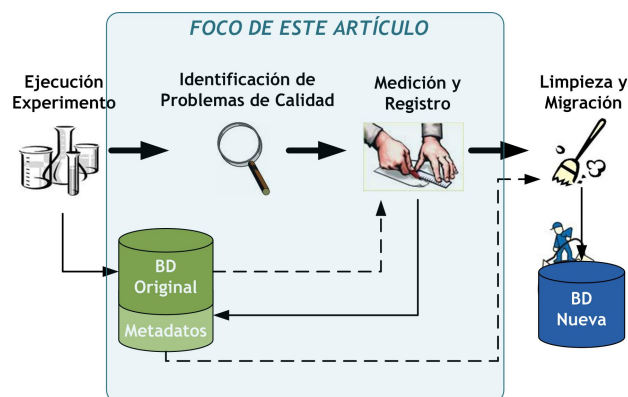 FOCO DE ESTE ARTÍCULO
Ejecución
Experimento
Identificación de
Problemas de Calidad
Medición y
Registro
Limpieza y
Migración
BD
Original
Metadatos
BD
Nueva